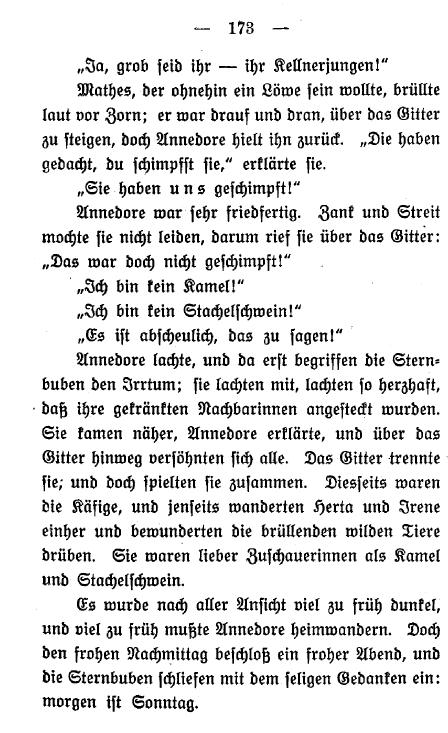 — 173 —
„Ja, grob seid ihr — ihr Kellnerjungen!“
Mathes, der ohnehin ein Löwe sein wollte, brüllte
laut vor Zorn; er war drauf und dran, über das Gitter
zu steigen, doch Annedore hielt ihn zurück. „Die haben
gedacht, du schimpfst sie,“ erklärte sie.
„Sie haben uns geschimpft!“
Annedore war sehr friedfertig. Zank und Streit
mochte sie nicht leiden, darum rief sie über das Gitter:
„Das war doch nicht geschimpft!“
„Ich bin kein Kamel!“
„Ich bin kein Stachelschwein!“
„Es ist abscheulich, das zu sagen!“
Annedore lachte, und da erst begriffen die Stern-
buben den Irrtum; sie lachten mit, lachten so herzhaft,
daß ihre gekränkten Nachbarinnen angesteckt wurden.
Sie kamen näher, Annedore erklärte, und über das
Gitter hinweg versöhnten sich alle. Das Gitter trennte
sie; und doch spielten sie zusammen. Diesseits waren
die Käfige, und jenseits wanderten Herta und Irene
einher und bewunderten die brüllenden wilden Tiere
drüben. Sie waren lieber Zuschauerinnen als Kamel
und Stachelschwein.
Es wurde nach aller Ansicht viel zu früh dunkel,
und viel zu früh mußte Annedore heimwandern. Doch
den frohen Nachmittag beschloß ein froher Abend, und
die Sternbuben schliefen mit dem seligen Gedanken ein:
morgen ist Sonntag.